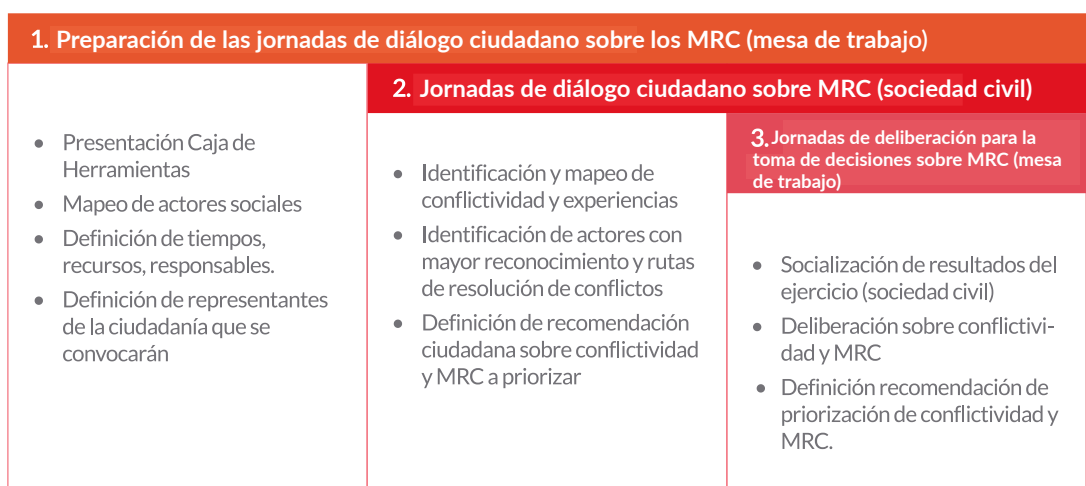 1. Preparación de las jornadas de diálogo ciudadano sobre los MRC (mesa de trabajo)
• Presentación Caja de
Herramientas
• Mapeo de actores sociales
• Definición de tiempos,
recursos, responsables.
• Definición de representantes
de la ciudadanía que se
convocarán
2. Jornadas de diálogo ciudadano sobre MRC (sociedad civil)
• Identificación y mapeo de
conflictividad y experiencias
• Identificación de actores con
mayor reconocimiento y rutas
de resolución de conflictos
• Definición de recomendación
ciudadana sobre conflictividad
y MRC a priorizar
3. Jornadas de deliberación para la
toma de decisiones sobre MRC (mesa
de trabajo)
• Socialización de resultados del
ejercicio (sociedad civil)
• Deliberación sobre conflictivi-
dad y MRC
• Definición recomendación de
priorización de conflictividad y
MRC.